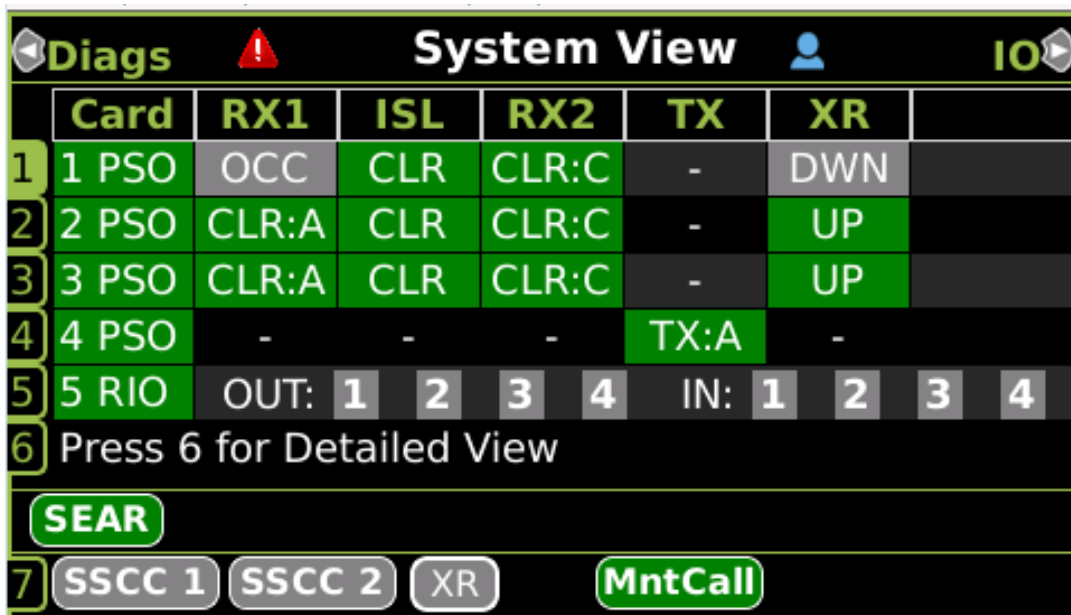 Diags System View IO
Card RX1 ISL RX2 TX XR
1 1 PSO OCC CLR CLR:C - DWN
2 2 PSO CLR:A CLR CLR:C - UP
3 3 PSO CLR:A CLR CLR:C - UP
4 4 PSO - - - TX:A -
5 5 RIO OUT: 1 2 3 4 IN: 1 2 3 4
6 Press 6 for Detailed View
SEAR
7 SSCC 1 SSCC 2 XR MntCall